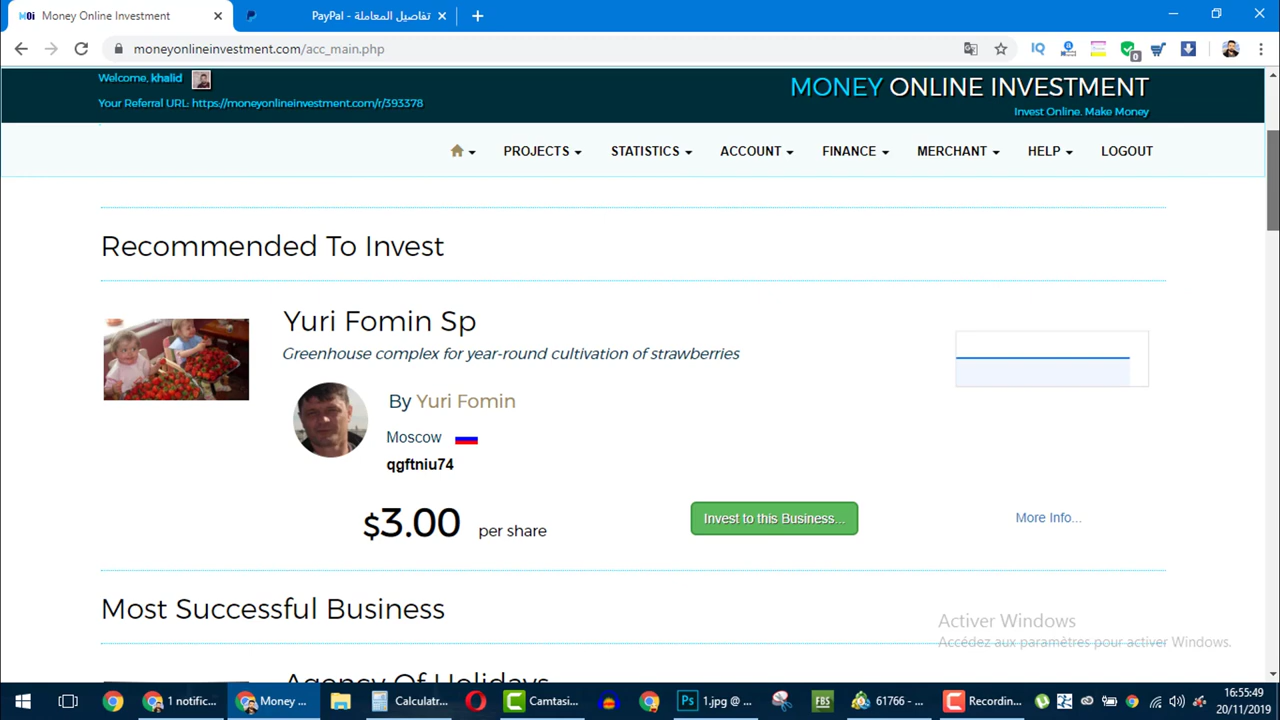 Money Online Investment
PayPal - تفاصيل المعاملة
moneyonlineinvestment.com/acc_main.php
Welcome, khalid
Your Referral URL: https://moneyonlineinvestment.com/r/393378
MONEY ONLINE INVESTMENT
Invest Online. Make Money
PROJECTS STATISTICS ACCOUNT FINANCE MERCHANT HELP LOGOUT
Recommended To Invest
Yuri Fomin Sp
Greenhouse complex for year-round cultivation of strawberries
By Yuri Fomin
Moscow
qgftniu74
$3.00 per share
Invest to this Business...
More Info...
Most Successful Business
Activer Windows
Accédez aux paramètres pour activer Windows.
Agency Of Holidays
1 notific...
Money ...
Calculatr...
Camtasi...
Ps
1.jpg @ ...
FBS
61766 - ...
Recordin...
16:55:49
20/11/2019